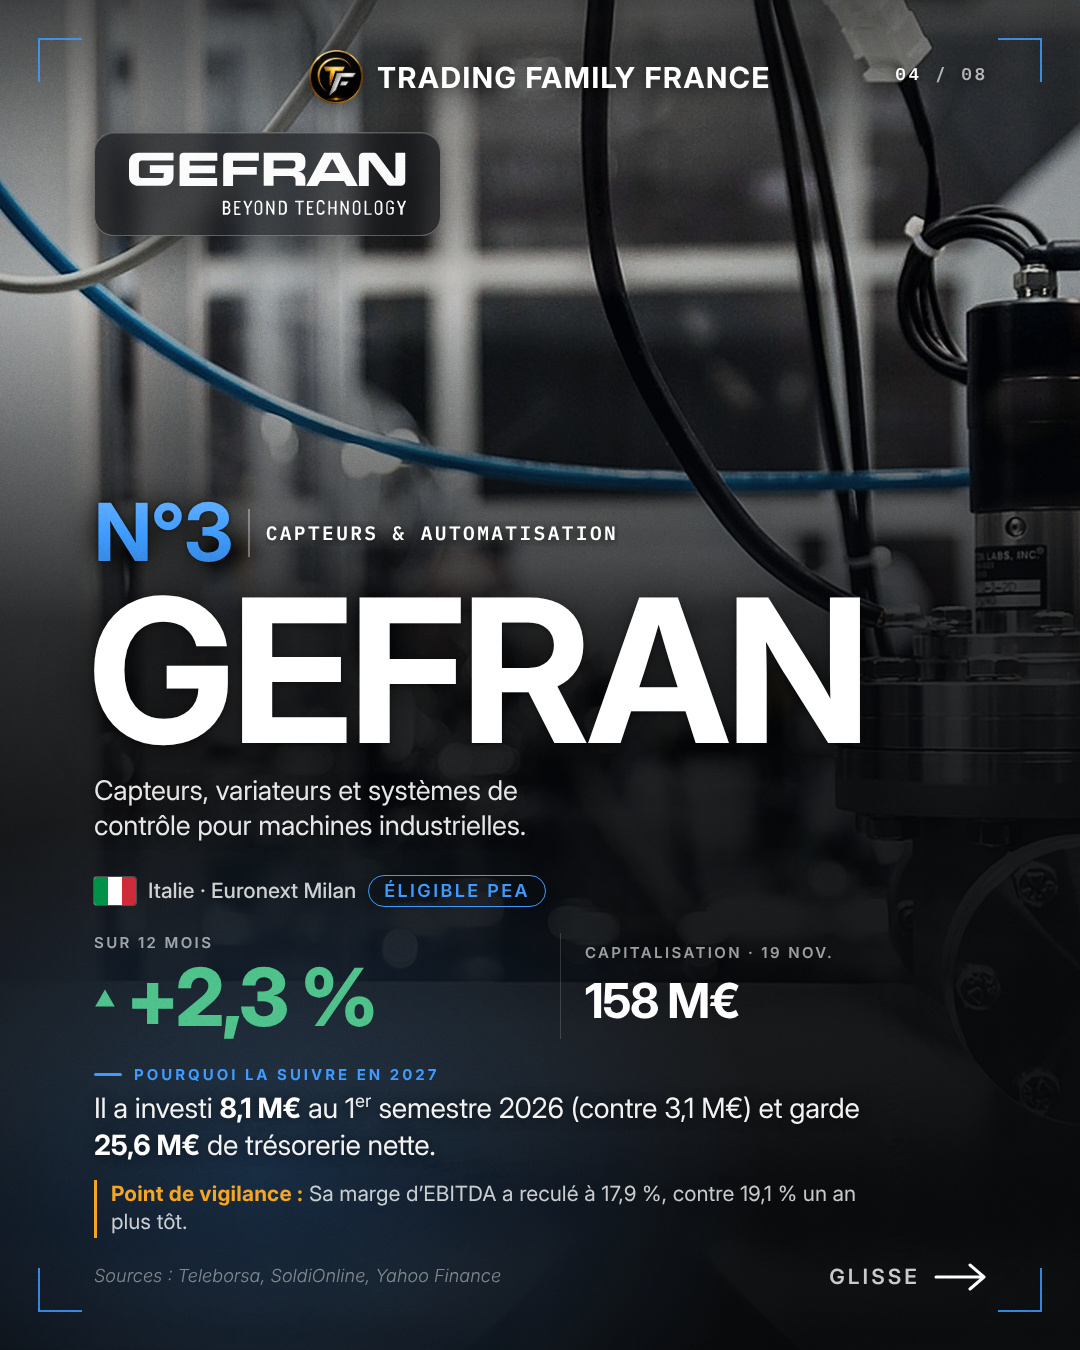 TF TRADING FAMILY FRANCE
04 / 08
GEFRAN
BEYOND TECHNOLOGY
N°3 CAPTEURS & AUTOMATISATION
LABS, INC.
GEFRAN
Capteurs, variateurs et systèmes de
contrôle pour machines industrielles.
Italie · Euronext Milan ÉLIGIBLE PEA
SUR 12 MOIS
▲ +2,3 %
CAPITALISATION · 19 NOV.
158 M€
POURQUOI LA SUIVRE EN 2027
Il a investi 8,1 M€ au 1er semestre 2026 (contre 3,1 M€) et garde
25,6 M€ de trésorerie nette.
Point de vigilance : Sa marge d’EBITDA a reculé à 17,9 %, contre 19,1 % un an
plus tôt.
Sources : Teleborsa, SoldiOnline, Yahoo Finance
GLISSE →